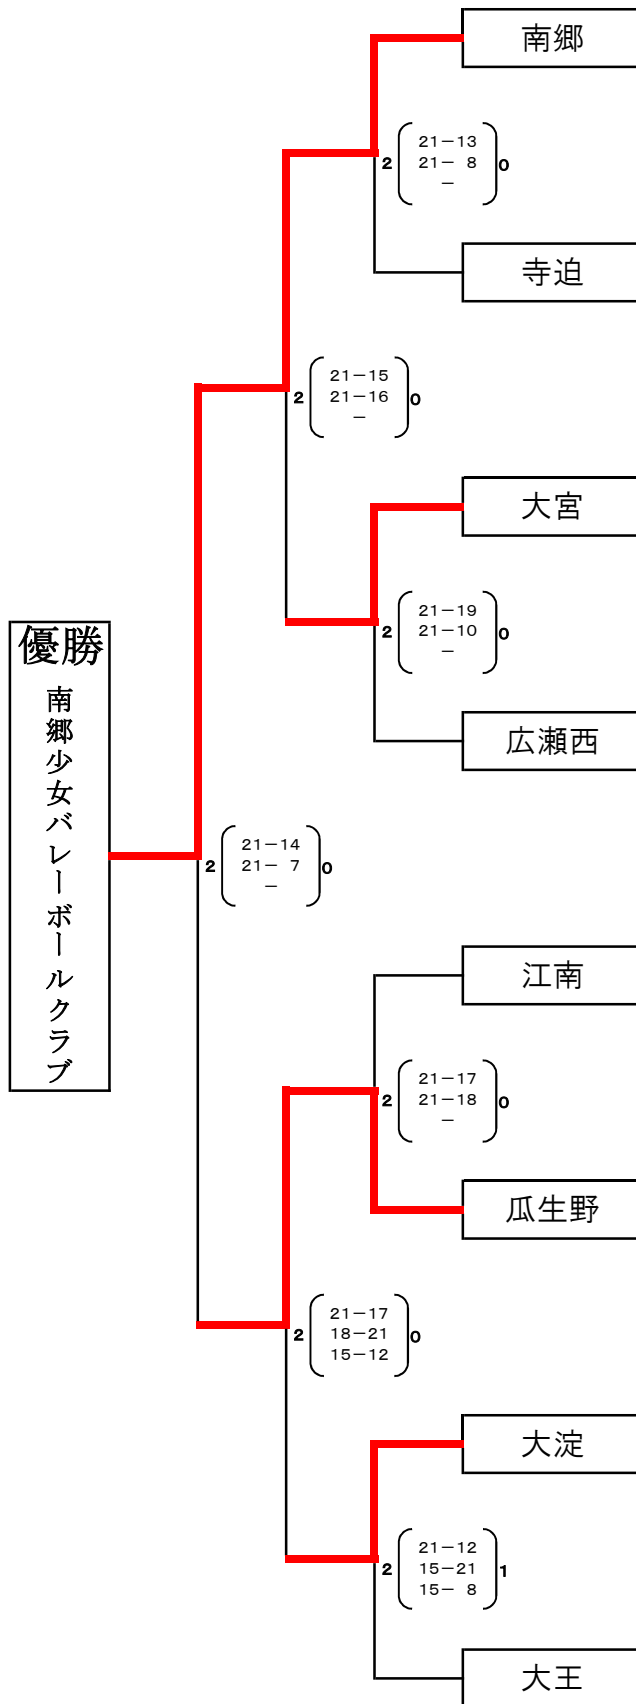 南郷
21－13
2 21－ 8 0
－
寺迫
21－15
2 21－16 0
－
大宮
21－19
2 21－10 0
－
広瀬西
優勝
南郷少女バレーボールクラブ
21－14
2 21－ 7 0
－
江南
21－17
2 21－18 0
－
瓜生野
21－17
2 18－21 0
15－12
大淀
21－12
2 15－21 1
15－ 8
大王